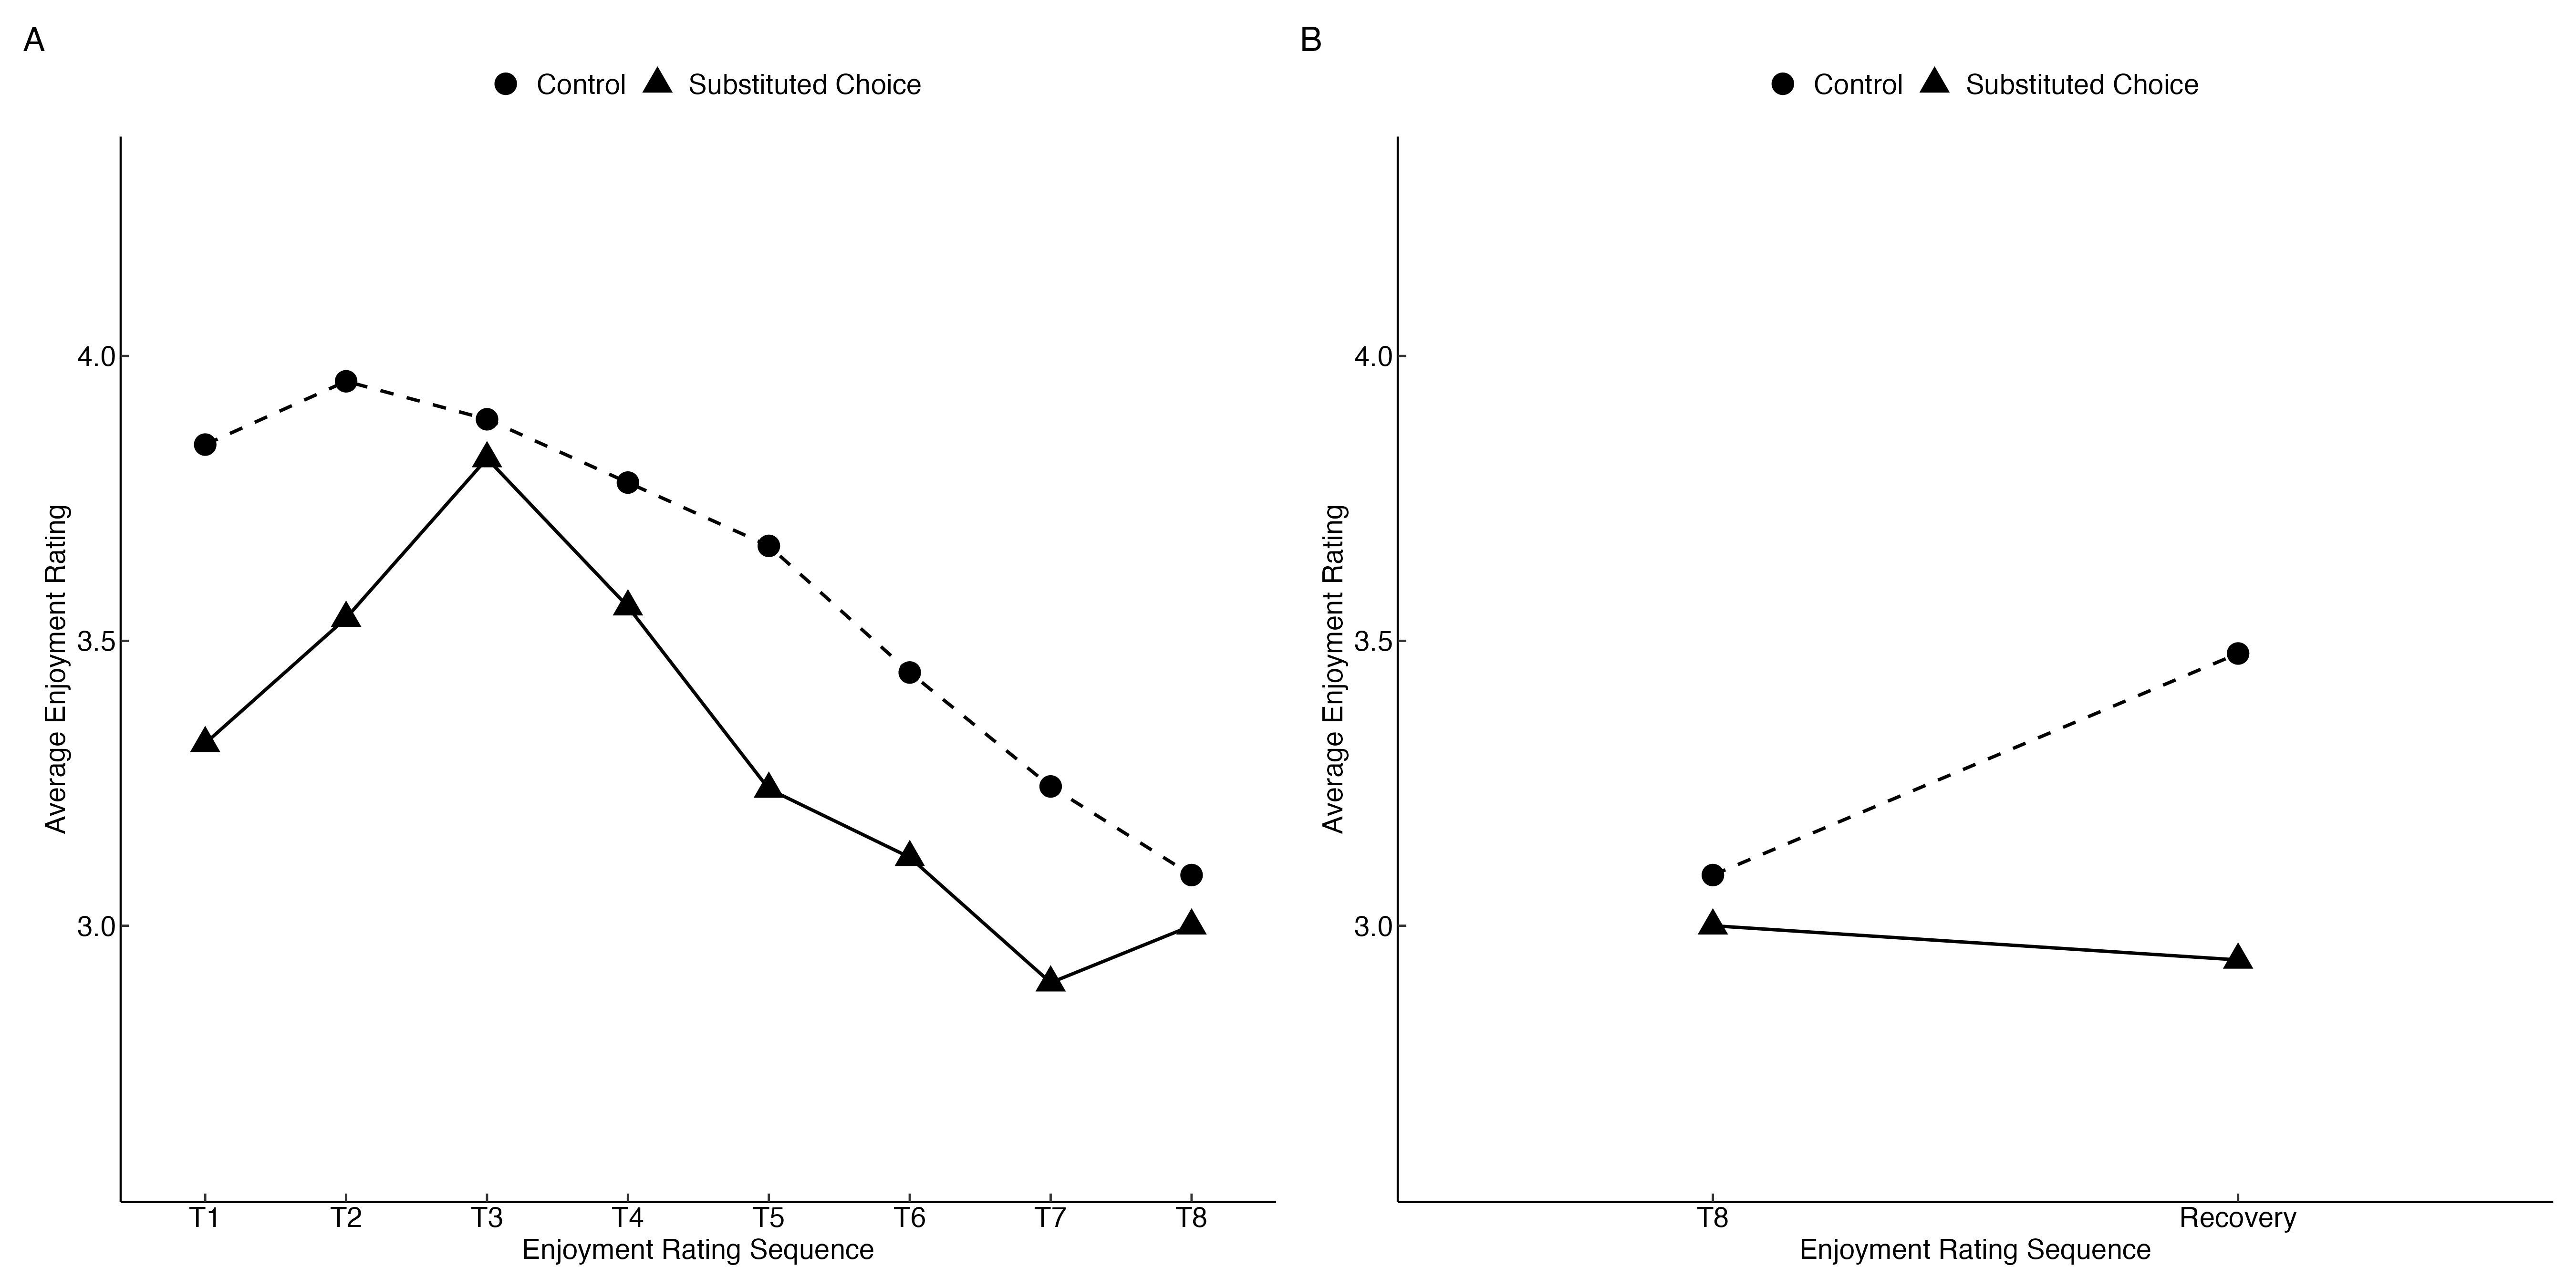 A
Control Substituted Choice
Average Enjoyment Rating
4.0
3.5
3.0
T1 T2 T3 T4 T5 T6 T7 T8
Enjoyment Rating Sequence
B
Control Substituted Choice
Average Enjoyment Rating
4.0
3.5
3.0
T8 Recovery
Enjoyment Rating Sequence